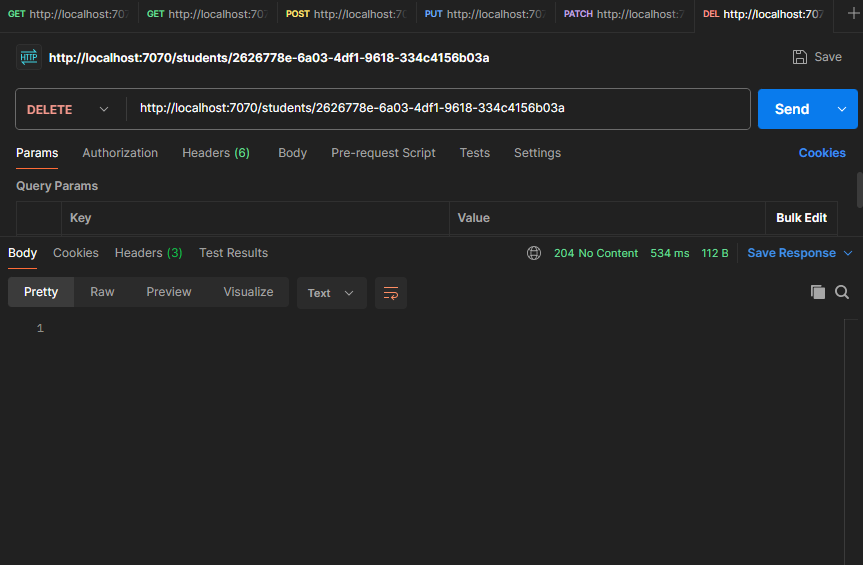 GET http://localhost:707 GET http://localhost:707 POST http://localhost:70 PUT http://localhost:707 PATCH http://localhost:7 DEL http://localhost:707
HTTP http://localhost:7070/students/2626778e-6a03-4df1-9618-334c4156b03a Save
DELETE http://localhost:7070/students/2626778e-6a03-4df1-9618-334c4156b03a Send
Params Authorization Headers (6) Body Pre-request Script Tests Settings Cookies
Query Params
Key Value Bulk Edit
Body Cookies Headers (3) Test Results 204 No Content 534 ms 112 B Save Response
Pretty Raw Preview Visualize Text
1